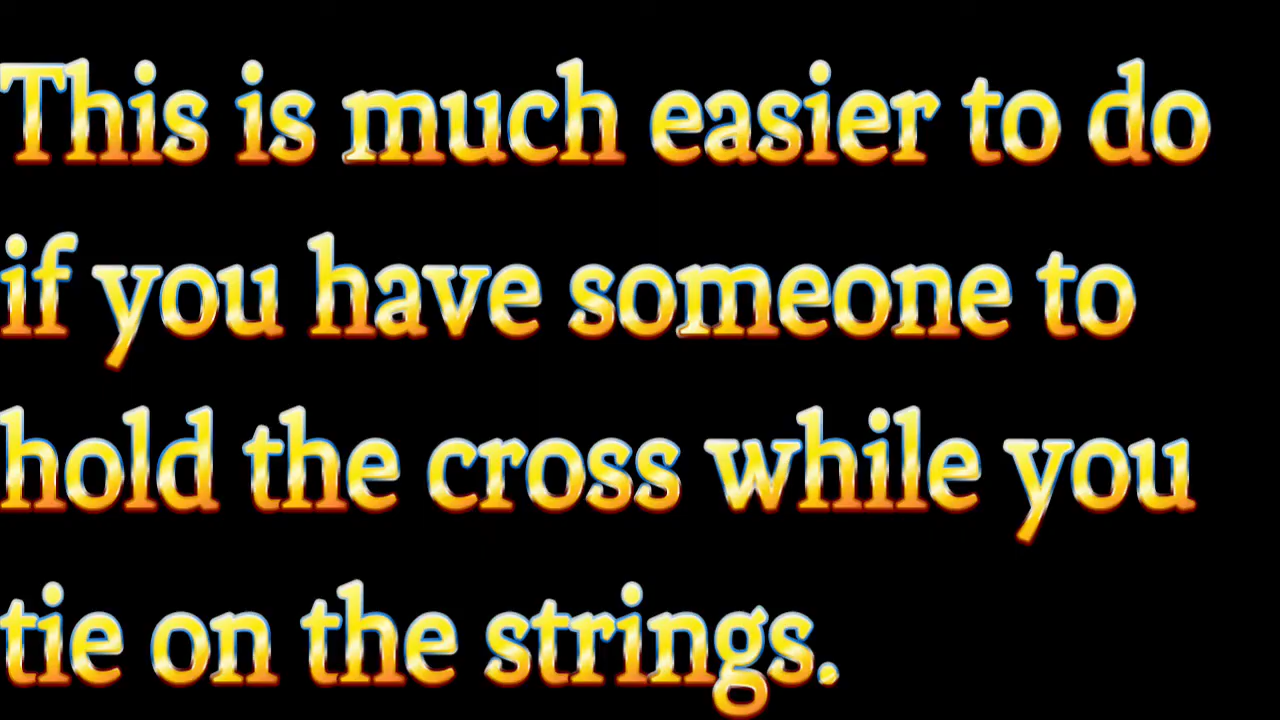 This is much easier to do
if you have someone to
hold the cross while you
tie on the strings.